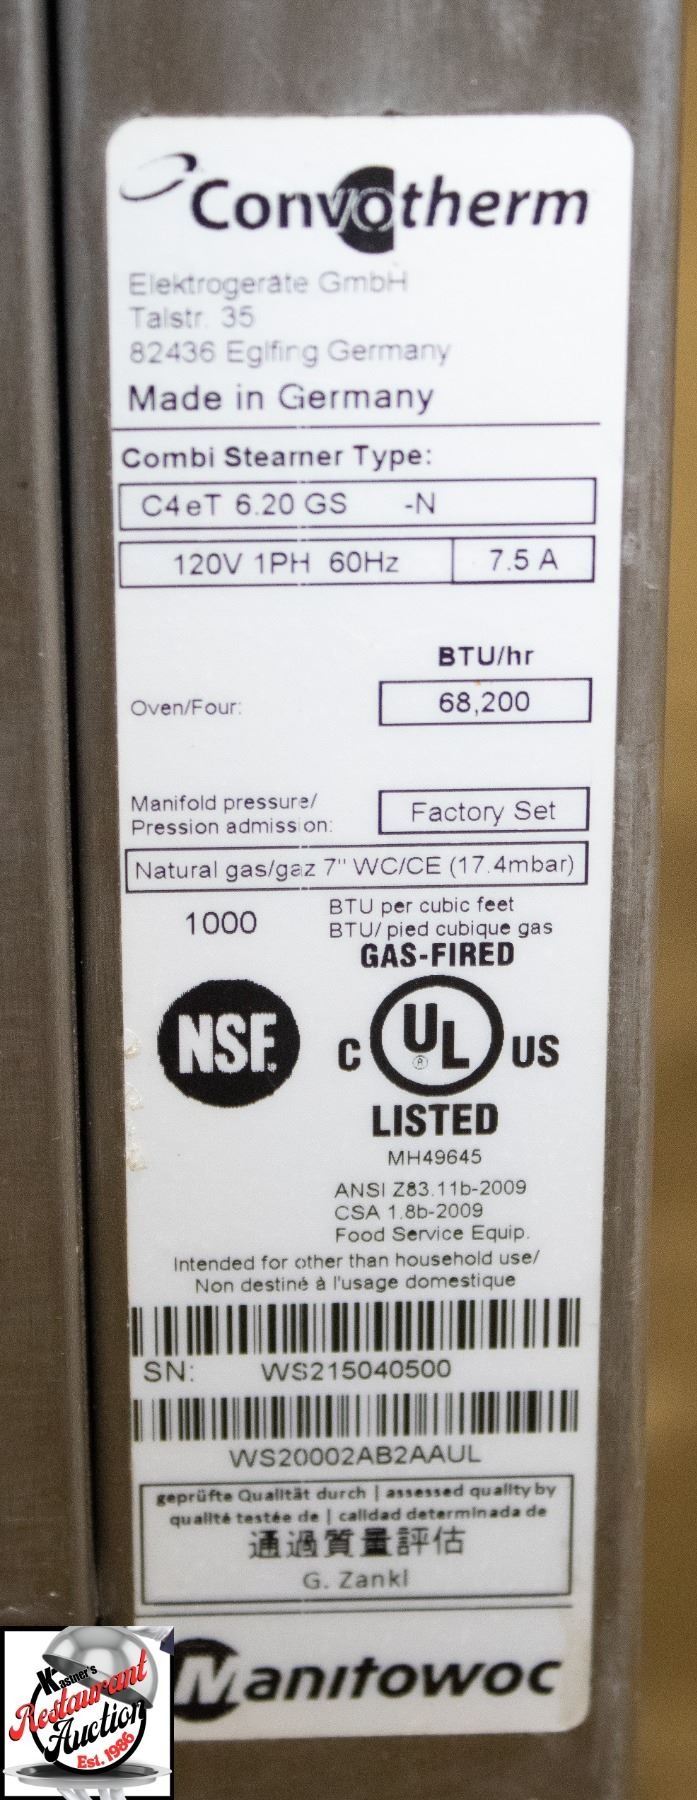 Convotherm
Elektrogeräte GmbH
Talstr. 35
82436 Eglfing Germany
Made in Germany
Combi Steamer Type:
C4eT 6.20 GS -N
120V 1PH 60Hz 7.5 A
BTU/hr
Oven/Four: 68,200
Manifold pressure/
Pression admission: Factory Set
Natural gas/gaz 7" WC/CE (17.4mbar)
1000 BTU per cubic feet
BTU/ pied cubique gas
GAS-FIRED
NSF.
C UL ® US
LISTED
MH49645
ANSI Z83.11b-2009
CSA 1.8b-2009
Food Service Equip.
Intended for other than household use/
Non destiné à l'usage domestique
SN: WS215040500
WS20002AB2AAUL
geprüfte Qualität durch | assessed quality by
qualité testée de | calidad determinada de
通過質量評估
G. Zankl
Manitowoc
Kastner's
Restaurant
Auction
Est. 1986